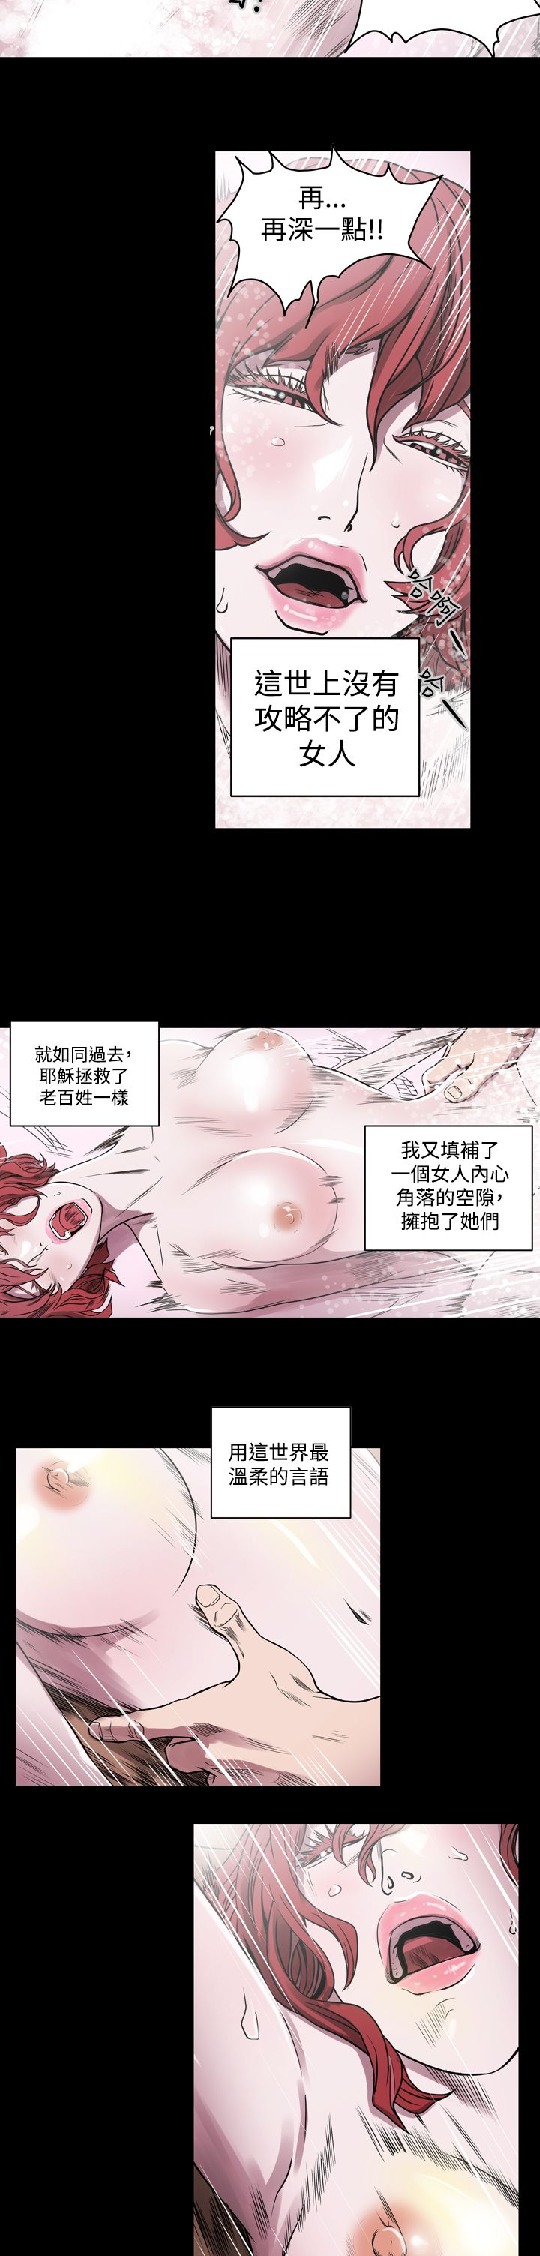 再…
再深一點!!
哈啊
哈
這世上沒有
攻略不了的
女人
就如同過去，
耶穌拯救了
老百姓一樣
我又填補了
一個女人內心
角落的空隙，
擁抱了她們
用這世界最
溫柔的言語